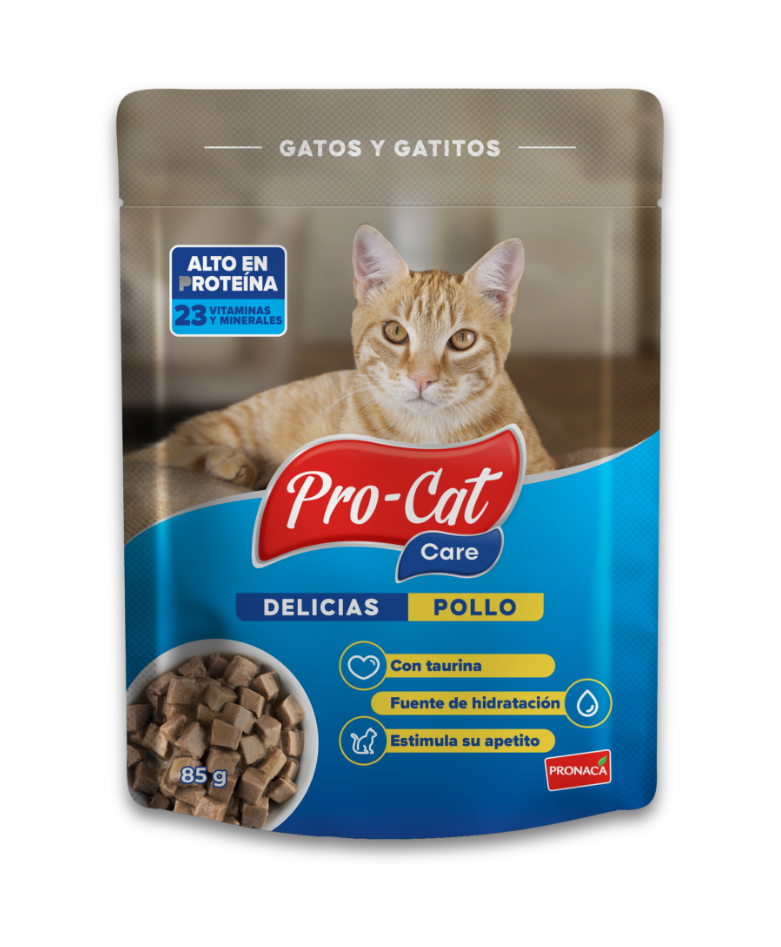 GATOS Y GATITOS
ALTO EN
PROTEÍNA
23 VITAMINAS
Y MINERALES
Pro-Cat
Care
DELICIAS POLLO
Con taurina
Fuente de hidratación
Estimula su apetito
85 g
PRONACA